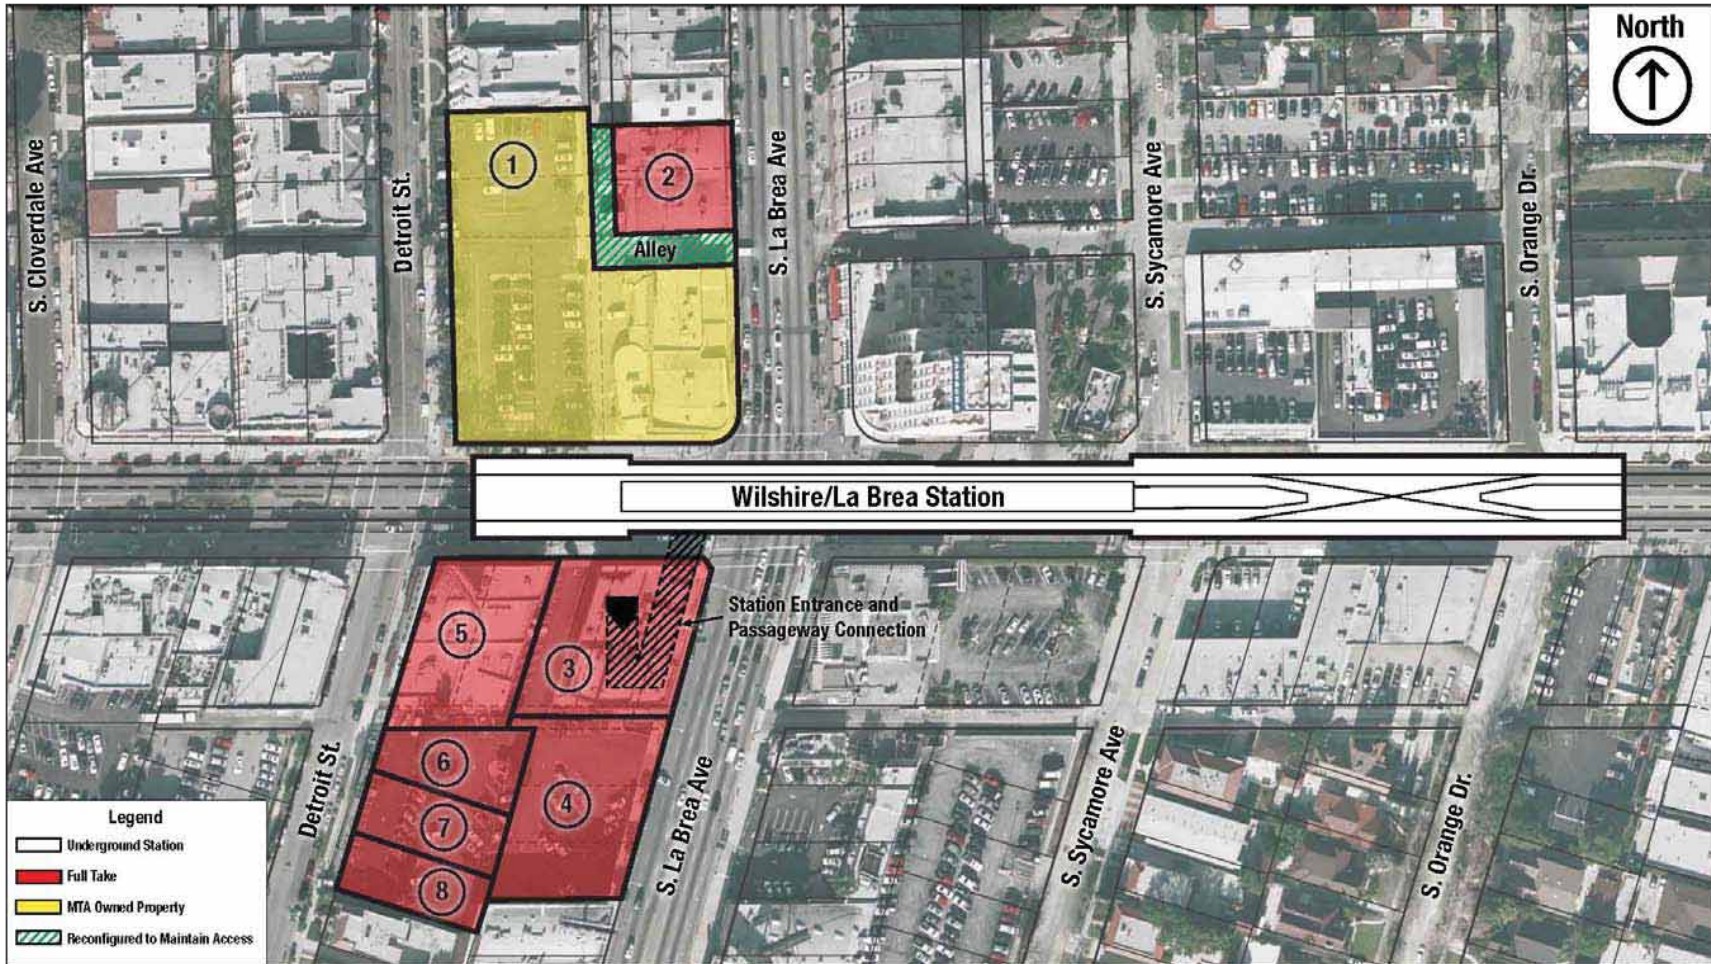 North
S. Cloverdale Ave
Detroit St.
1
2
Alley
S. La Brea Ave
S. Sycamore Ave
S. Orange Dr.
Wilshire/La Brea Station
Station Entrance and
Passageway Connection
5
3
6
4
7
8
Detroit St.
S. La Brea Ave
S. Sycamore Ave
S. Orange Dr.
Legend
Underground Station
Full Take
MTA Owned Property
Reconfigured to Maintain Access